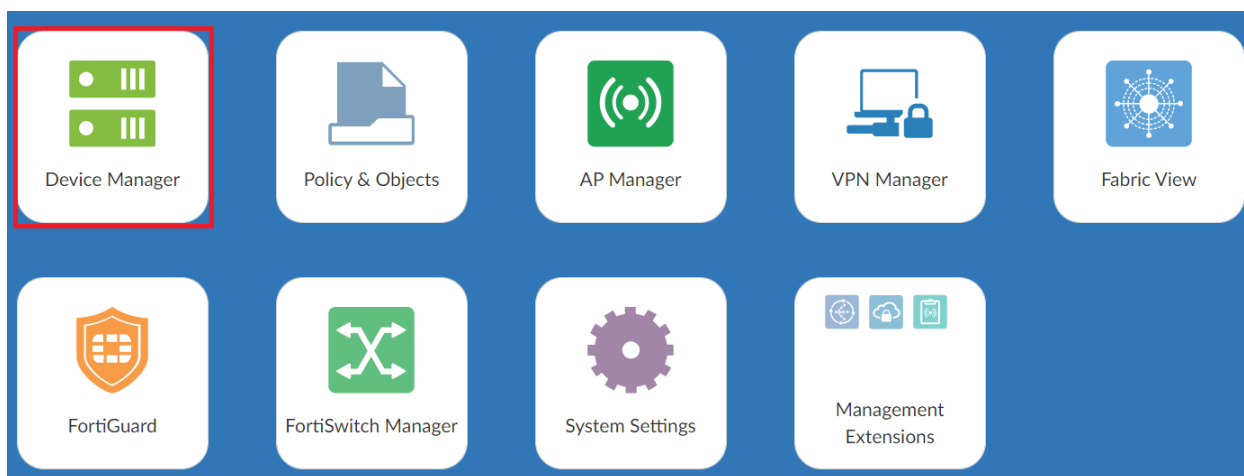 Device Manager
Policy & Objects
AP Manager
VPN Manager
Fabric View
FortiGuard
FortiSwitch Manager
System Settings
Management
Extensions